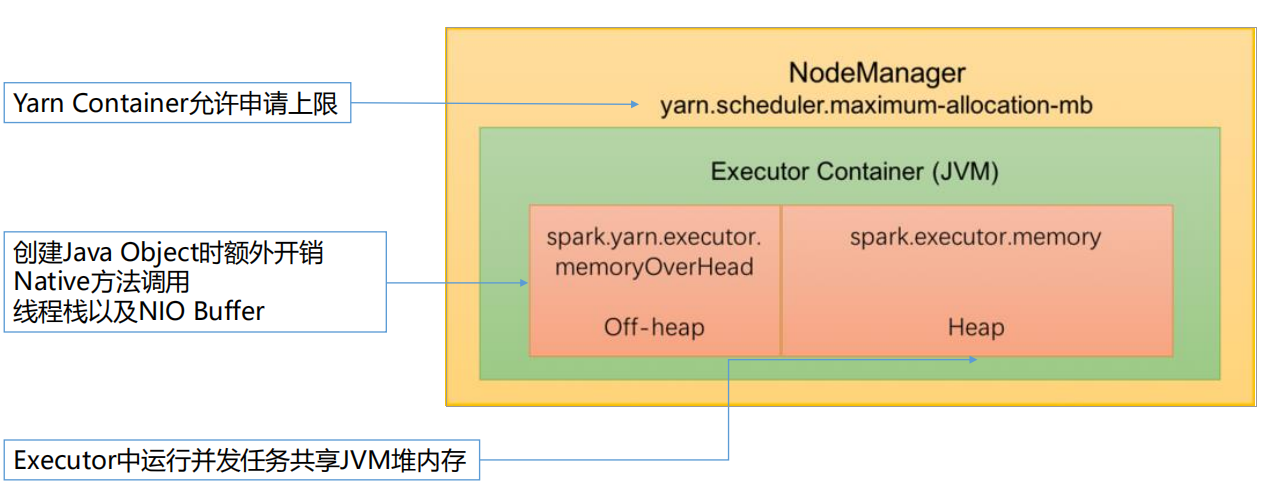 NodeManager
Yarn Container允许申请上限
yarn.scheduler.maximum-allocation-mb
Executor Container (JVM)
创建Java Object时额外开销
Native方法调用
线程栈以及NIO Buffer
spark.yarn.executor.
memoryOverHead
Off-heap
spark.executor.memory
Heap
Executor中运行并发任务共享JVM堆内存